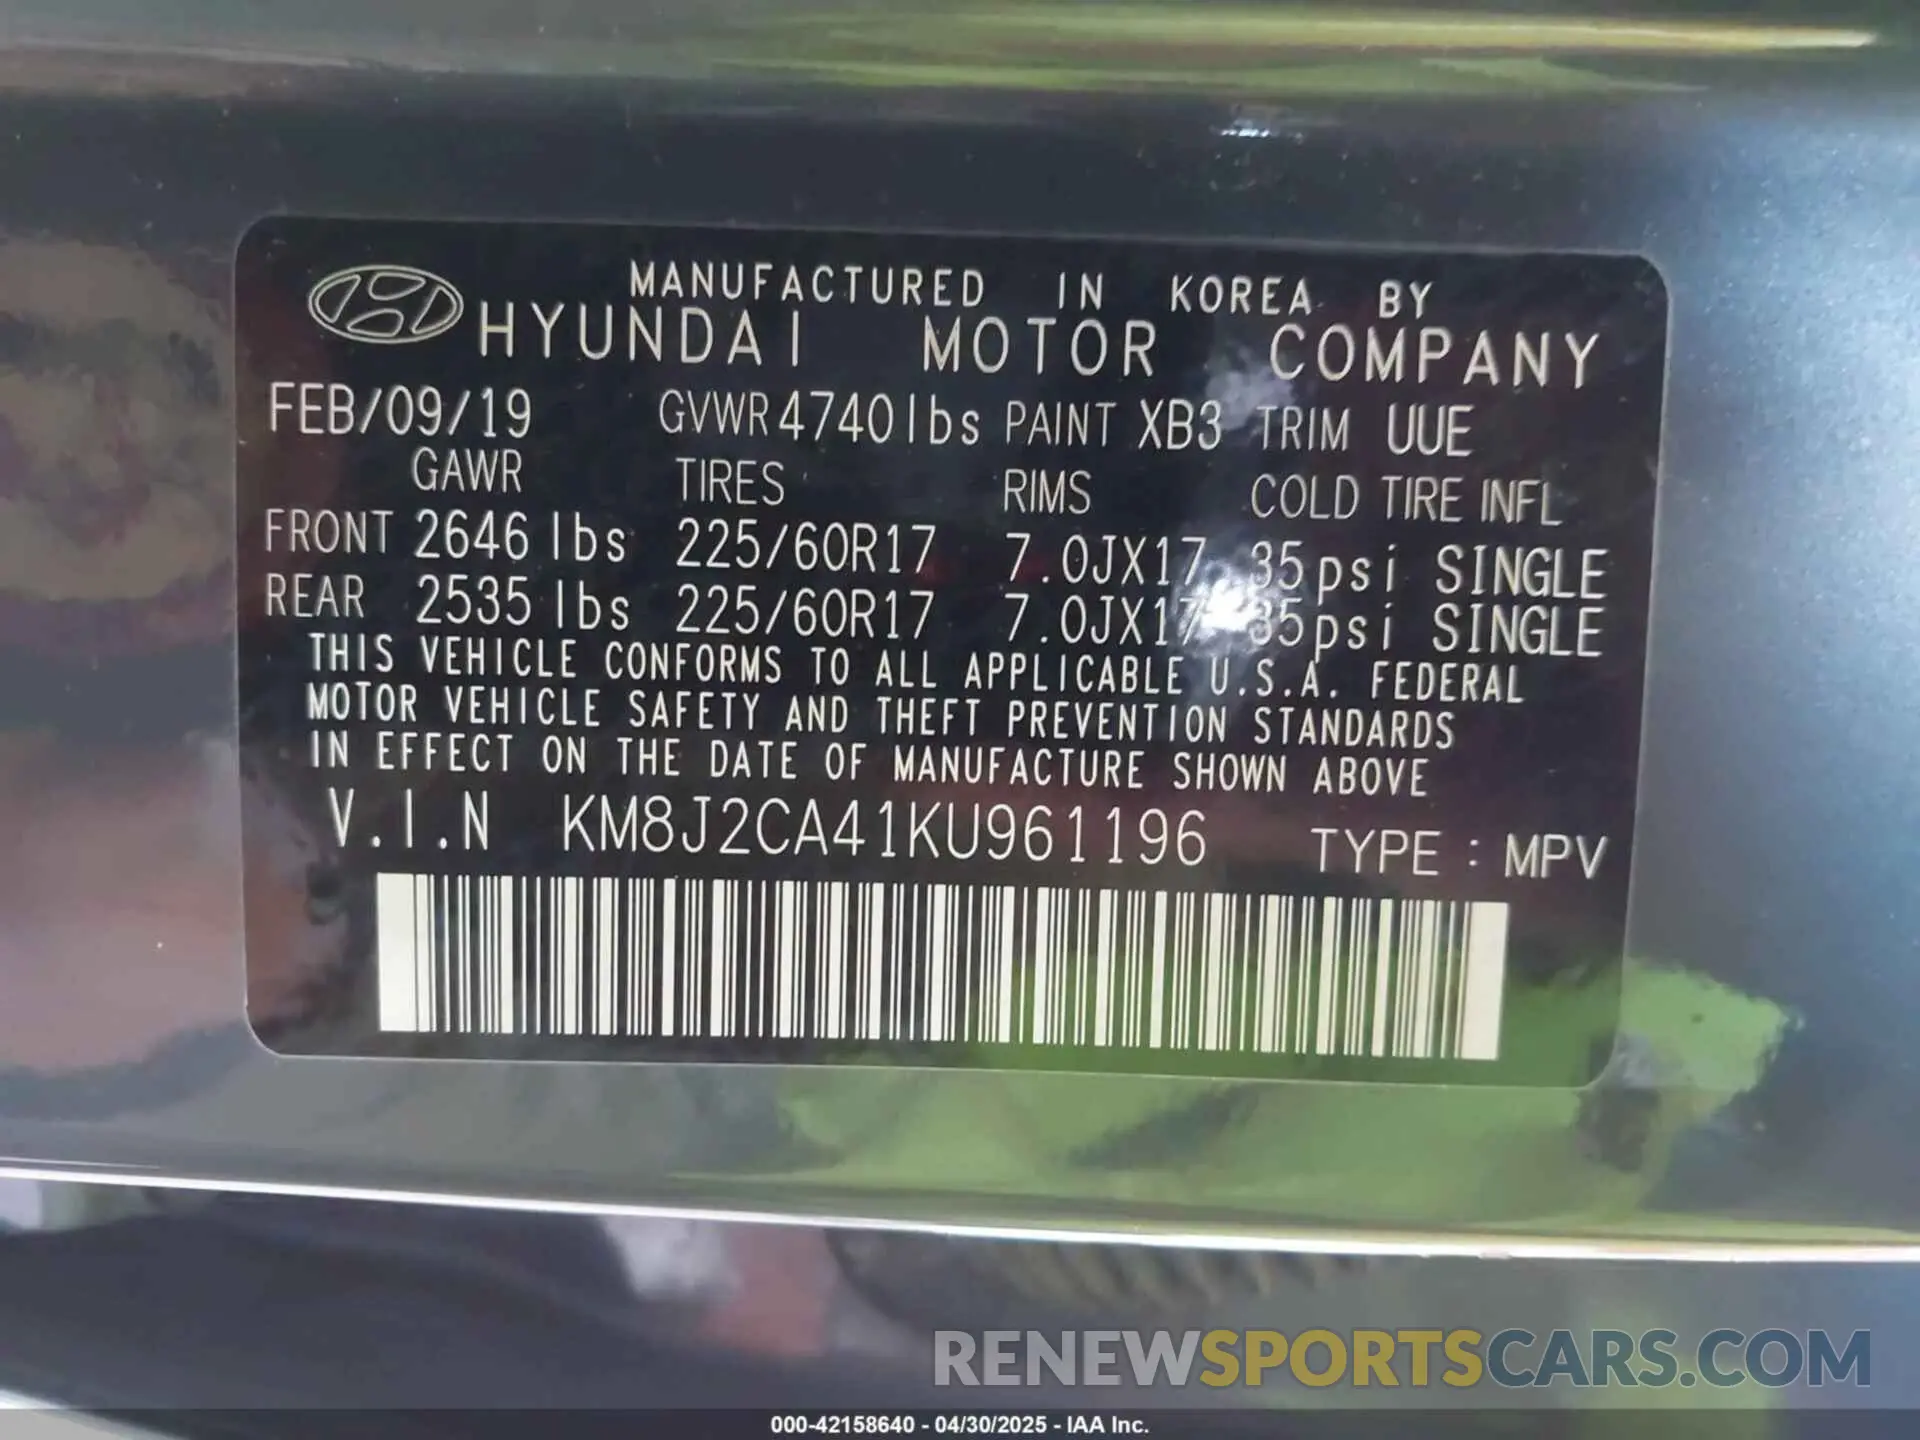 MANUFACTURED IN KOREA BY
HYUNDAI MOTOR COMPANY
FEB/09/19 GVWR 4740lbs PAINT XB3 TRIM UUE
GAWR TIRES RIMS COLD TIRE INFL
FRONT 2646 lbs 225/60R17 7.0JX17 35psi SINGLE
REAR 2535 lbs 225/60R17 7.0JX17 35psi SINGLE
THIS VEHICLE CONFORMS TO ALL APPLICABLE U.S.A. FEDERAL
MOTOR VEHICLE SAFETY AND THEFT PREVENTION STANDARDS
IN EFFECT ON THE DATE OF MANUFACTURE SHOWN ABOVE
V.I.N KM8J2CA41KU961196 TYPE : MPV
RENEWSPORTSCARS.COM
000-42158640 - 04/30/2025 - IAA Inc.